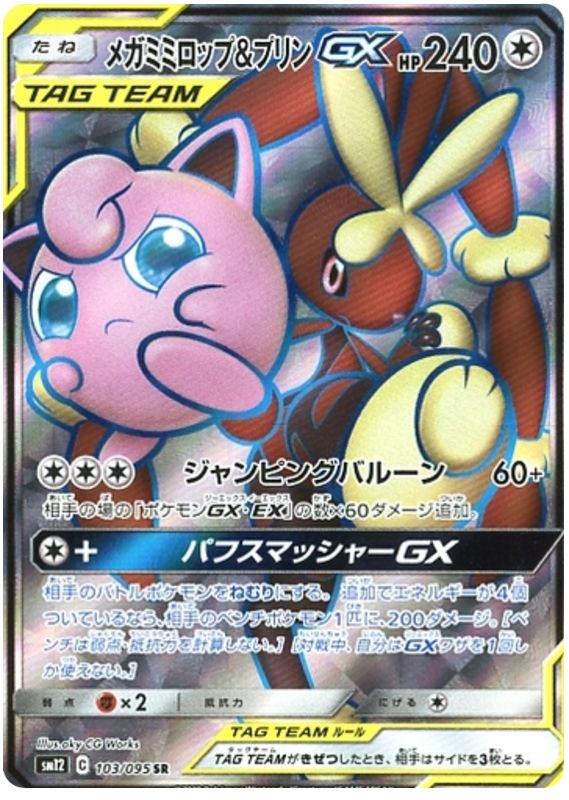 たね メガミミロップ&プリンGX HP240
TAG TEAM
ジャンピングバルーン 60+
相手の場の「ポケモンGX・EX」の数×60ダメージ追加。
+ パフスマッシャーGX
相手のバトルポケモンをねむりにする。追加でエネルギーが4個
ついているなら、相手のベンチポケモン1匹に、200ダメージ。[ベ
ンチは弱点・抵抗力を計算しない。][対戦中、自分はGXワザを1回し
か使えない。]
弱点 ×2 抵抗力 にげる
TAG TEAM ルール
TAG TEAMがきぜつしたとき、相手はサイドを3枚とる。
Illus.aky CG Works
sm12 C 103/095 SR